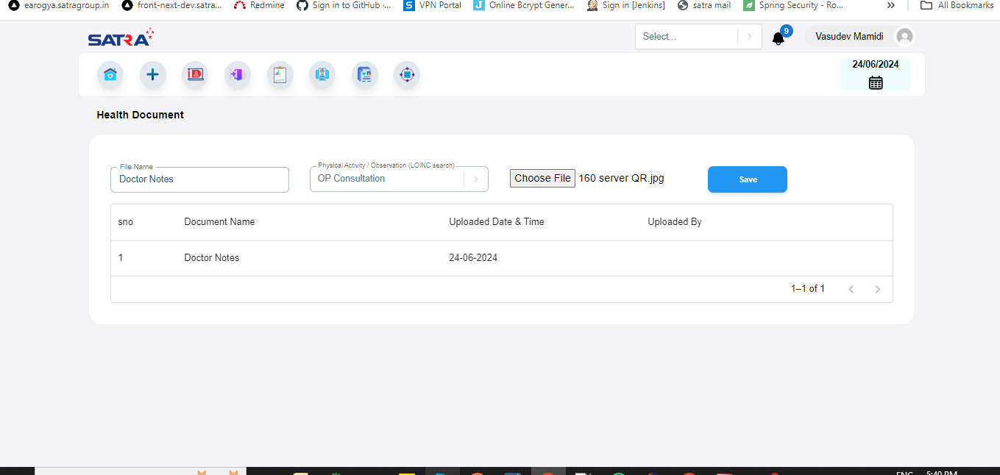 earogya.satragroup.in front-next-dev.satra... Redmine Sign in to GitHub ·... S VPN Portal J Online Bcrypt Gener... Sign in [Jenkins] satra mail Spring Security - Ro... » All Bookmarks
SATRA Select... 9 Vasudev Mamidi
24/06/2024
Health Document
File Name Physical Activity / Observation (LOINC search)
Doctor Notes OP Consultation Choose File 160 server QR.jpg Save
sno Document Name Uploaded Date & Time Uploaded By
1 Doctor Notes 24-06-2024
1–1 of 1
ENG 5:40 PM